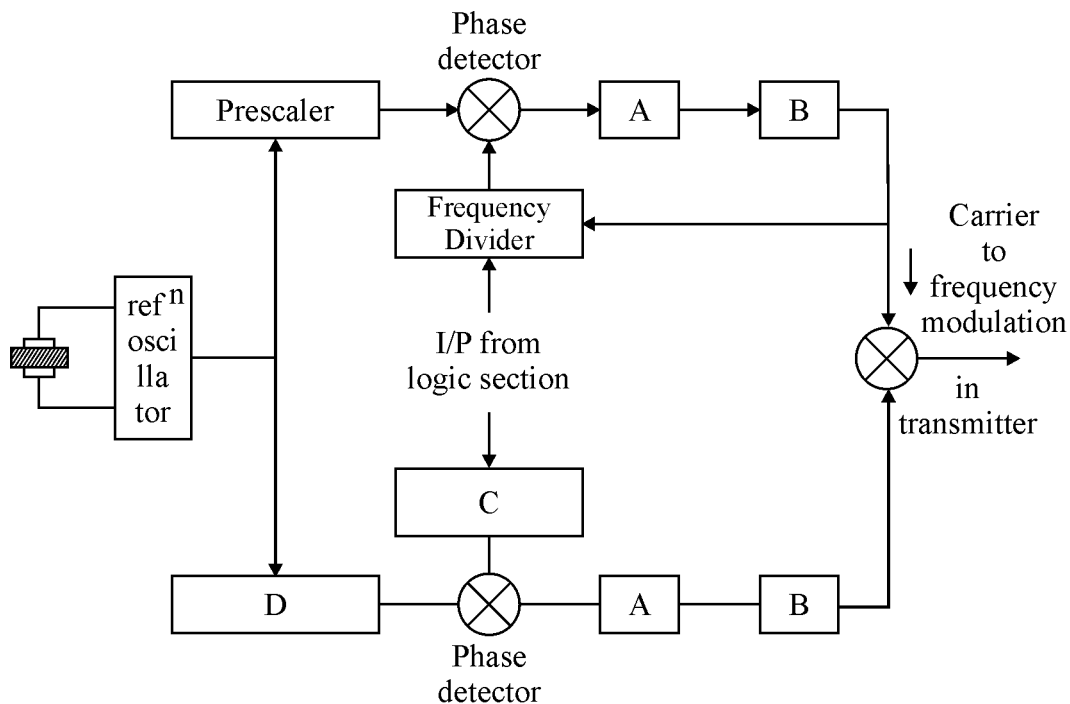 Phase
detector
Prescaler
A
B
Frequency
Divider
Carrier
to
frequency
modulation
ref n
osci
lla
tor
I/P from
logic section
in
transmitter
C
D
A
B
Phase
detector